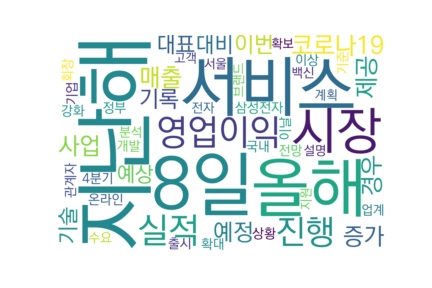 대표
대비
이번
확보
코로나19
회장
고객
서울
이상
백신
기준
기업
매출
브랜드
제공
강화
정부
기록
전자
삼성전자
계획
지난해
서비스
영업이익
시장
사업
분석
개발
이날
국내
전망
설명
관계자
4분기
예상
8일
올해
경우
온라인
지원
업계
기술
수요
실적
출시
예정
확대
상황
진행
증가